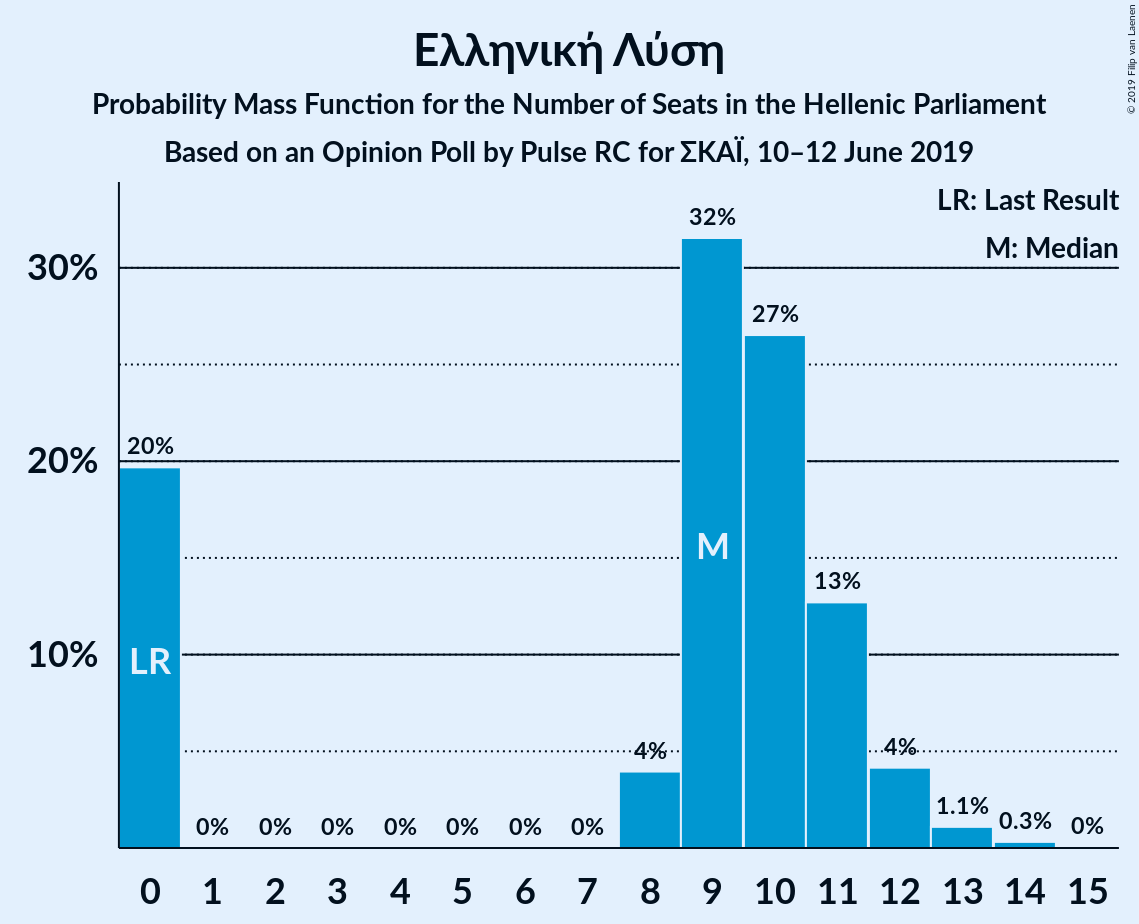 Ελληνική Λύση
Probability Mass Function for the Number of Seats in the Hellenic Parliament
Based on an Opinion Poll by Pulse RC for ΣΚΑΪ, 10–12 June 2019
© 2019 Filip van Laenen
LR: Last Result
M: Median
30%
20%
10%
20%
0%
0%
0%
0%
0%
0%
0%
4%
32%
27%
13%
4%
1.1%
0.3%
0%
LR
M
0 1 2 3 4 5 6 7 8 9 10 11 12 13 14 15